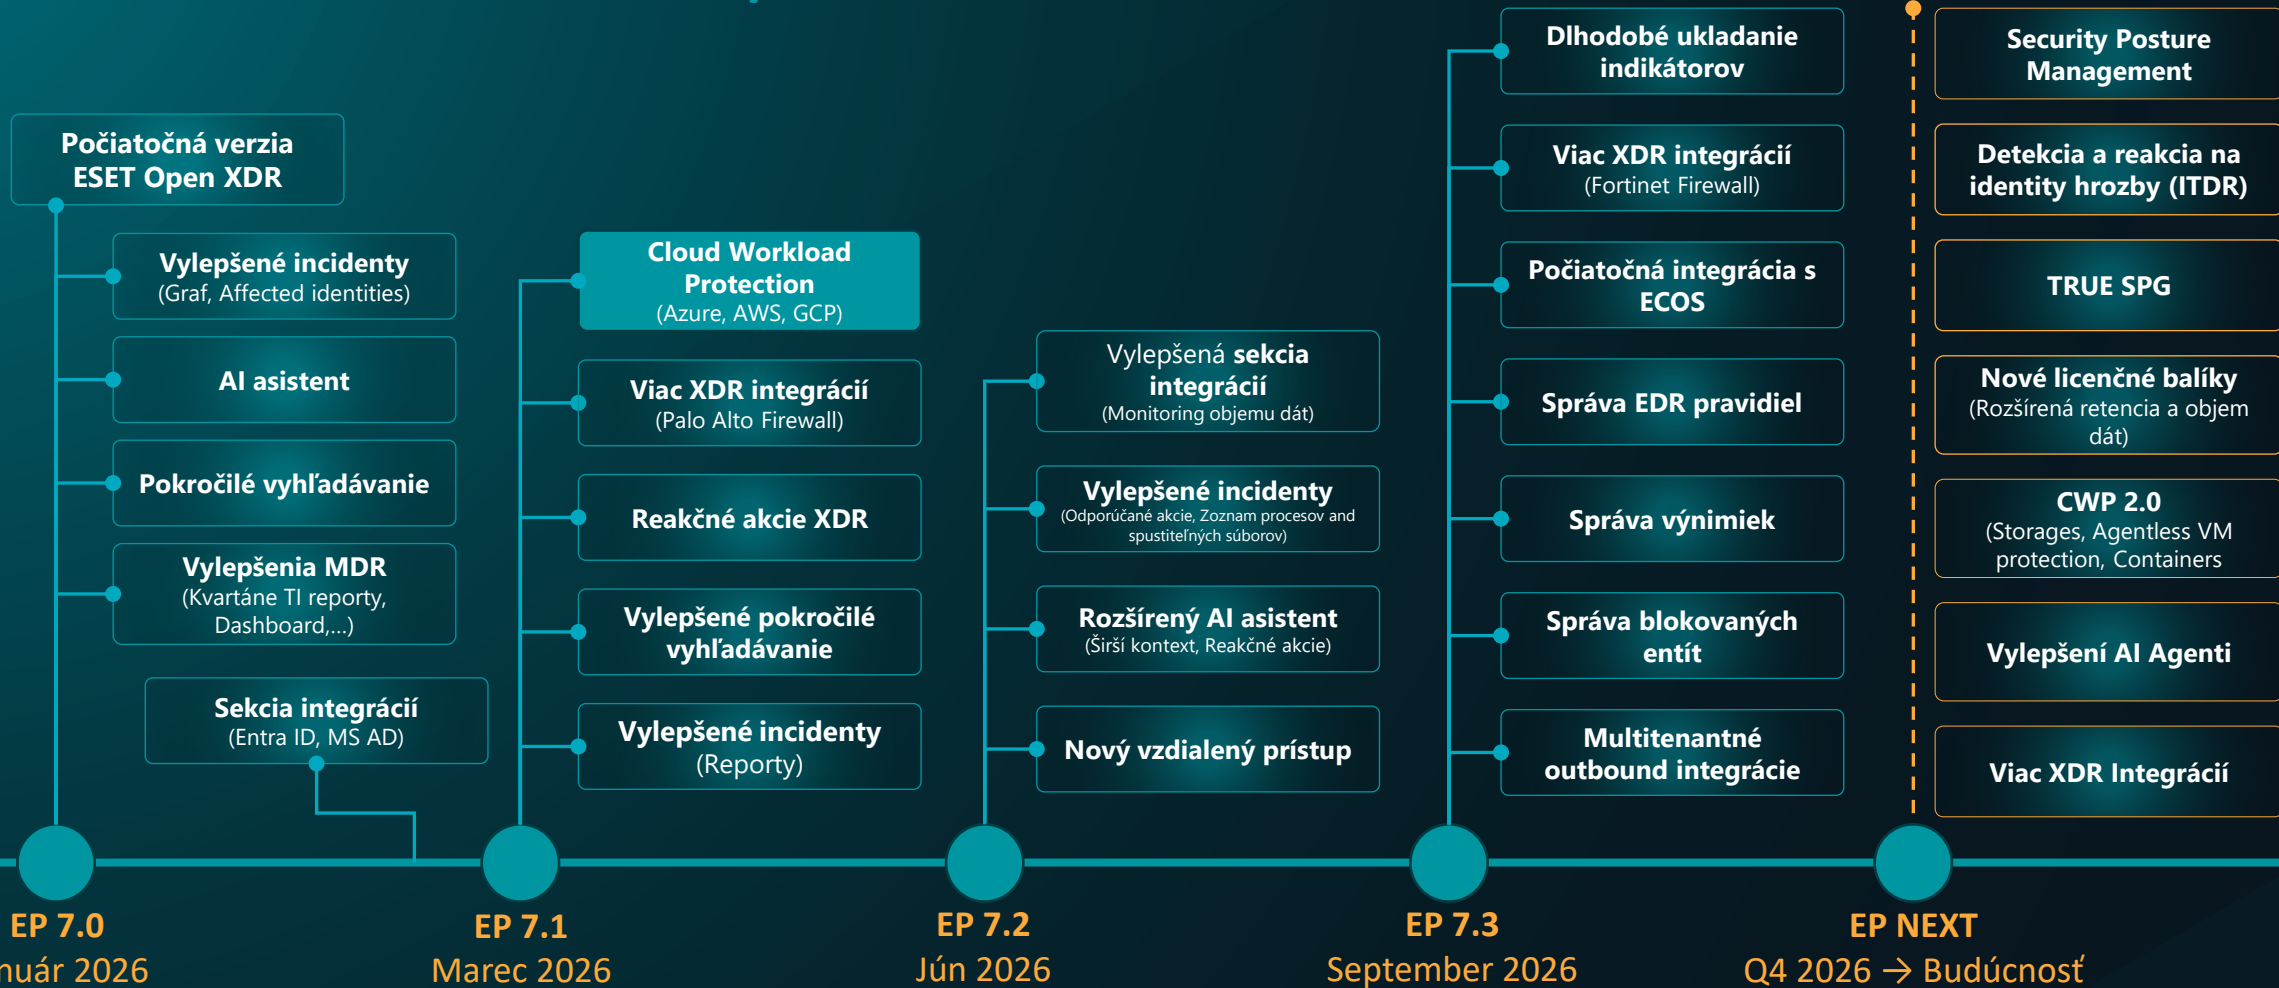 Počiatočná verzia
ESET Open XDR
Vylepšené incidenty
(Graf, Affected identities)
AI asistent
Pokročilé vyhľadávanie
Vylepšenia MDR
(Kvartáne TI reporty,
Dashboard,...)
Sekcia integrácií
(Entra ID, MS AD)
Cloud Workload
Protection
(Azure, AWS, GCP)
Viac XDR integrácií
(Palo Alto Firewall)
Reakčné akcie XDR
Vylepšené pokročilé
vyhľadávanie
Vylepšené incidenty
(Reporty)
Vylepšená sekcia
integrácií
(Monitoring objemu dát)
Vylepšené incidenty
(Odporúčané akcie, Zoznam procesov and
spustiteľných súborov)
Rozšírený AI asistent
(Širší kontext, Reakčné akcie)
Nový vzdialený prístup
Dlhodobé ukladanie
indikátorov
Viac XDR integrácií
(Fortinet Firewall)
Počiatočná integrácia s
ECOS
Správa EDR pravidiel
Správa výnimiek
Správa blokovaných
entít
Multitenantné
outbound integrácie
Security Posture
Management
Detekcia a reakcia na
identity hrozby (ITDR)
TRUE SPG
Nové licenčné balíky
(Rozšírená retencia a objem
dát)
CWP 2.0
(Storages, Agentless VM
protection, Containers
Vylepšení AI Agenti
Viac XDR Integrácií
EP 7.0
nuár 2026
EP 7.1
Marec 2026
EP 7.2
Jún 2026
EP 7.3
September 2026
EP NEXT
Q4 2026 → Budúcnosť